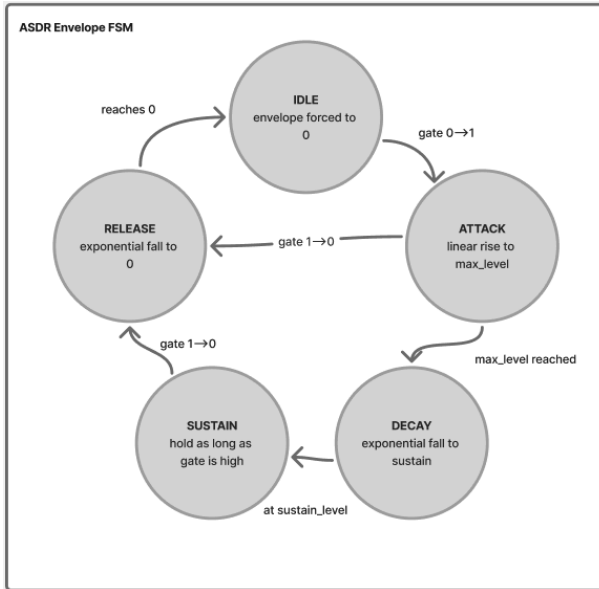 ASDR Envelope FSM
IDLE
envelope forced to
0
reaches 0
gate 0→1
RELEASE
exponential fall to
0
gate 1→0
ATTACK
linear rise to
max_level
gate 1→0
max_level reached
SUSTAIN
hold as long as
gate is high
DECAY
exponential fall to
sustain
at sustain_level